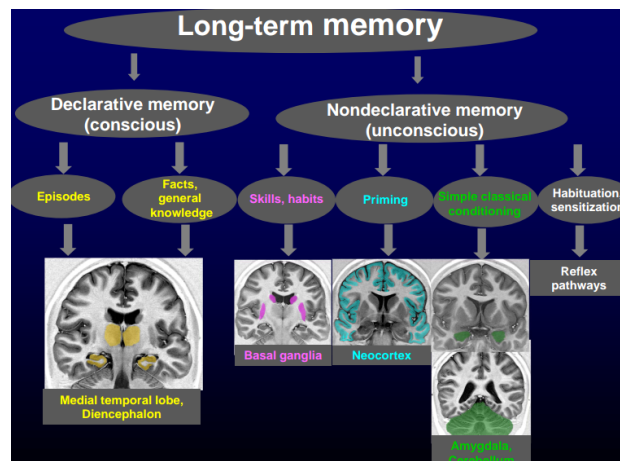 Long-term memory
Declarative memory
(conscious)
Nondeclarative memory
(unconscious)
Episodes
Facts,
general
knowledge
Skills, habits
Priming
Simple classical
conditioning
Habituation
sensitization
Reflex
pathways
Basal ganglia
Neocortex
Medial temporal lobe,
Diencephalon
Amygdala,
Cerebellum